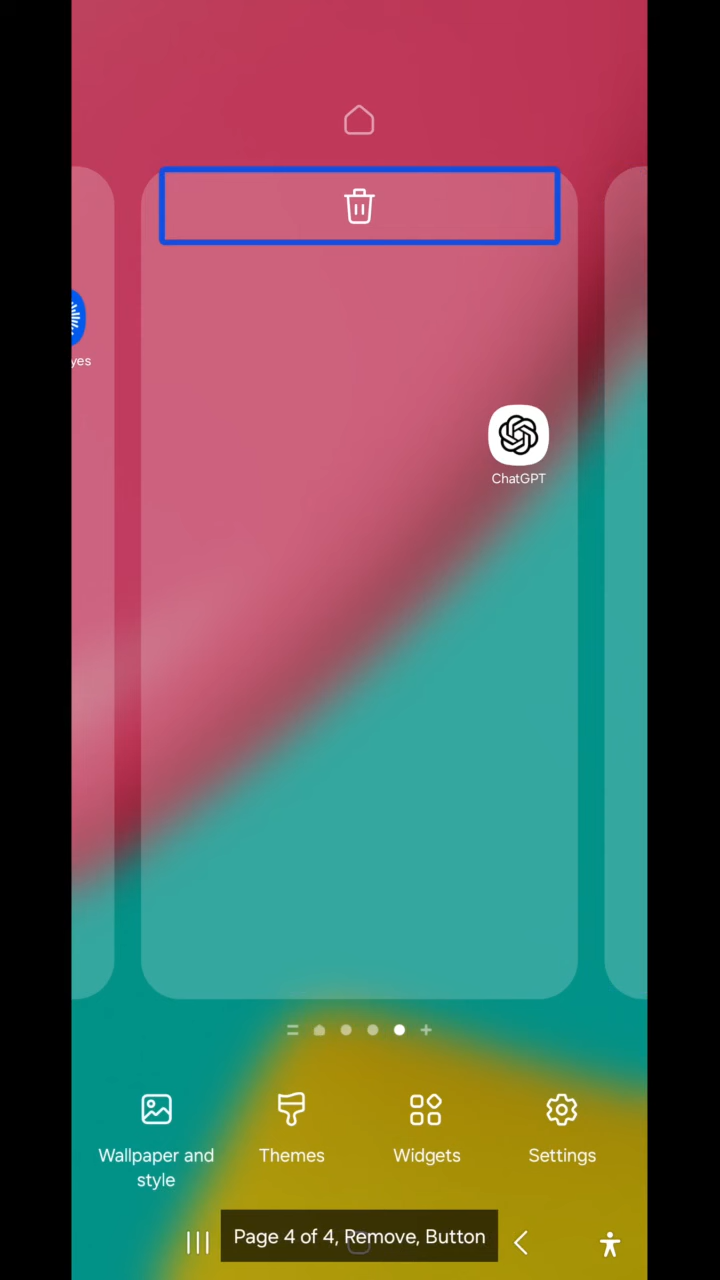 yes
ChatGPT
Wallpaper and
style
Themes
Widgets
Settings
Page 4 of 4, Remove, Button